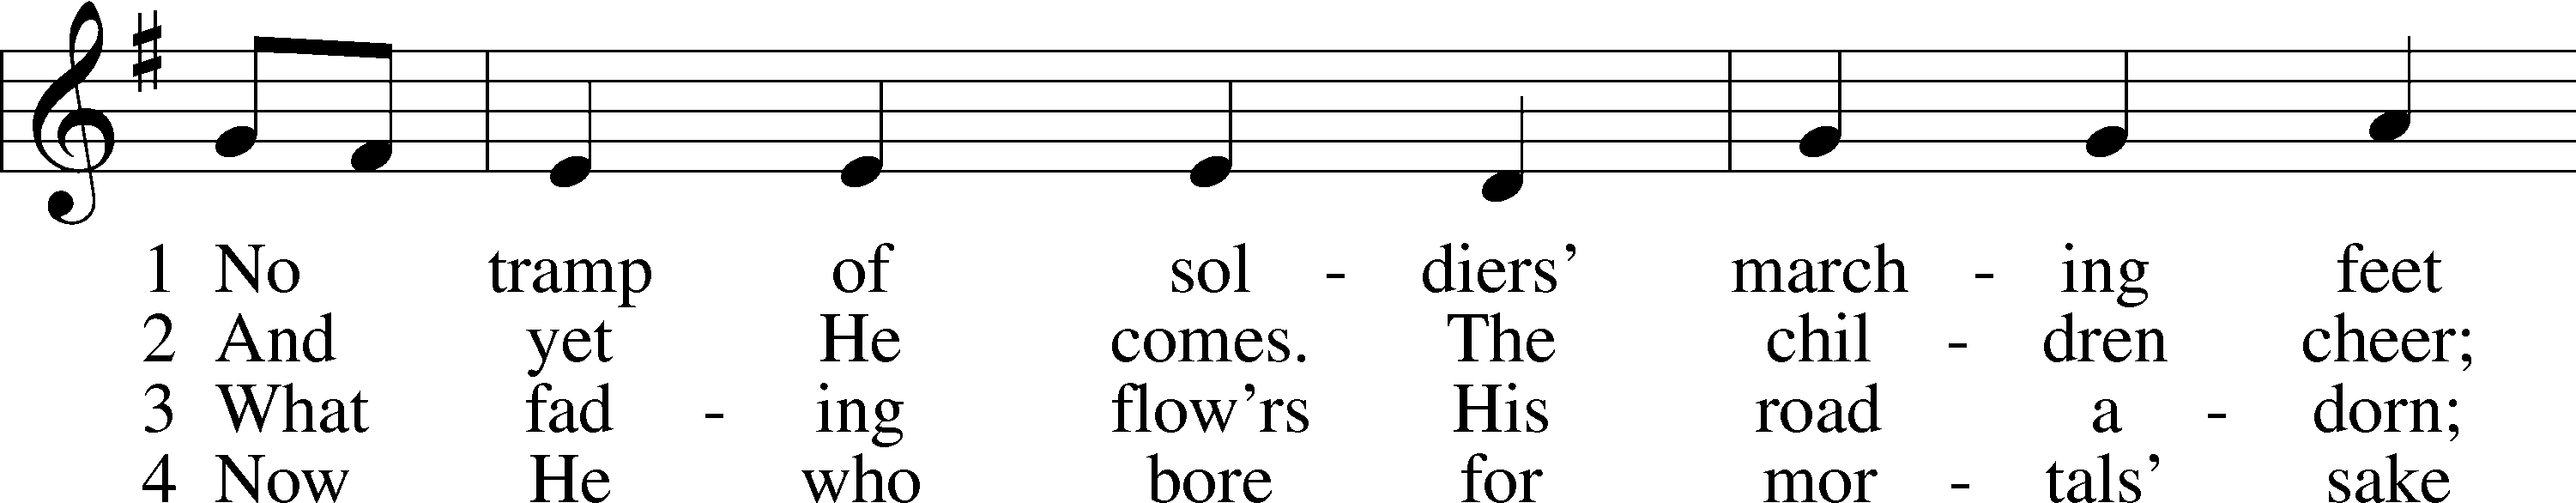 1 No tramp of sol - diers’ march - ing feet
2 And yet He comes. The chil - dren cheer;
3 What fad - ing flow’rs His road a - dorn;
4 Now He who bore for mor - tals’ sake